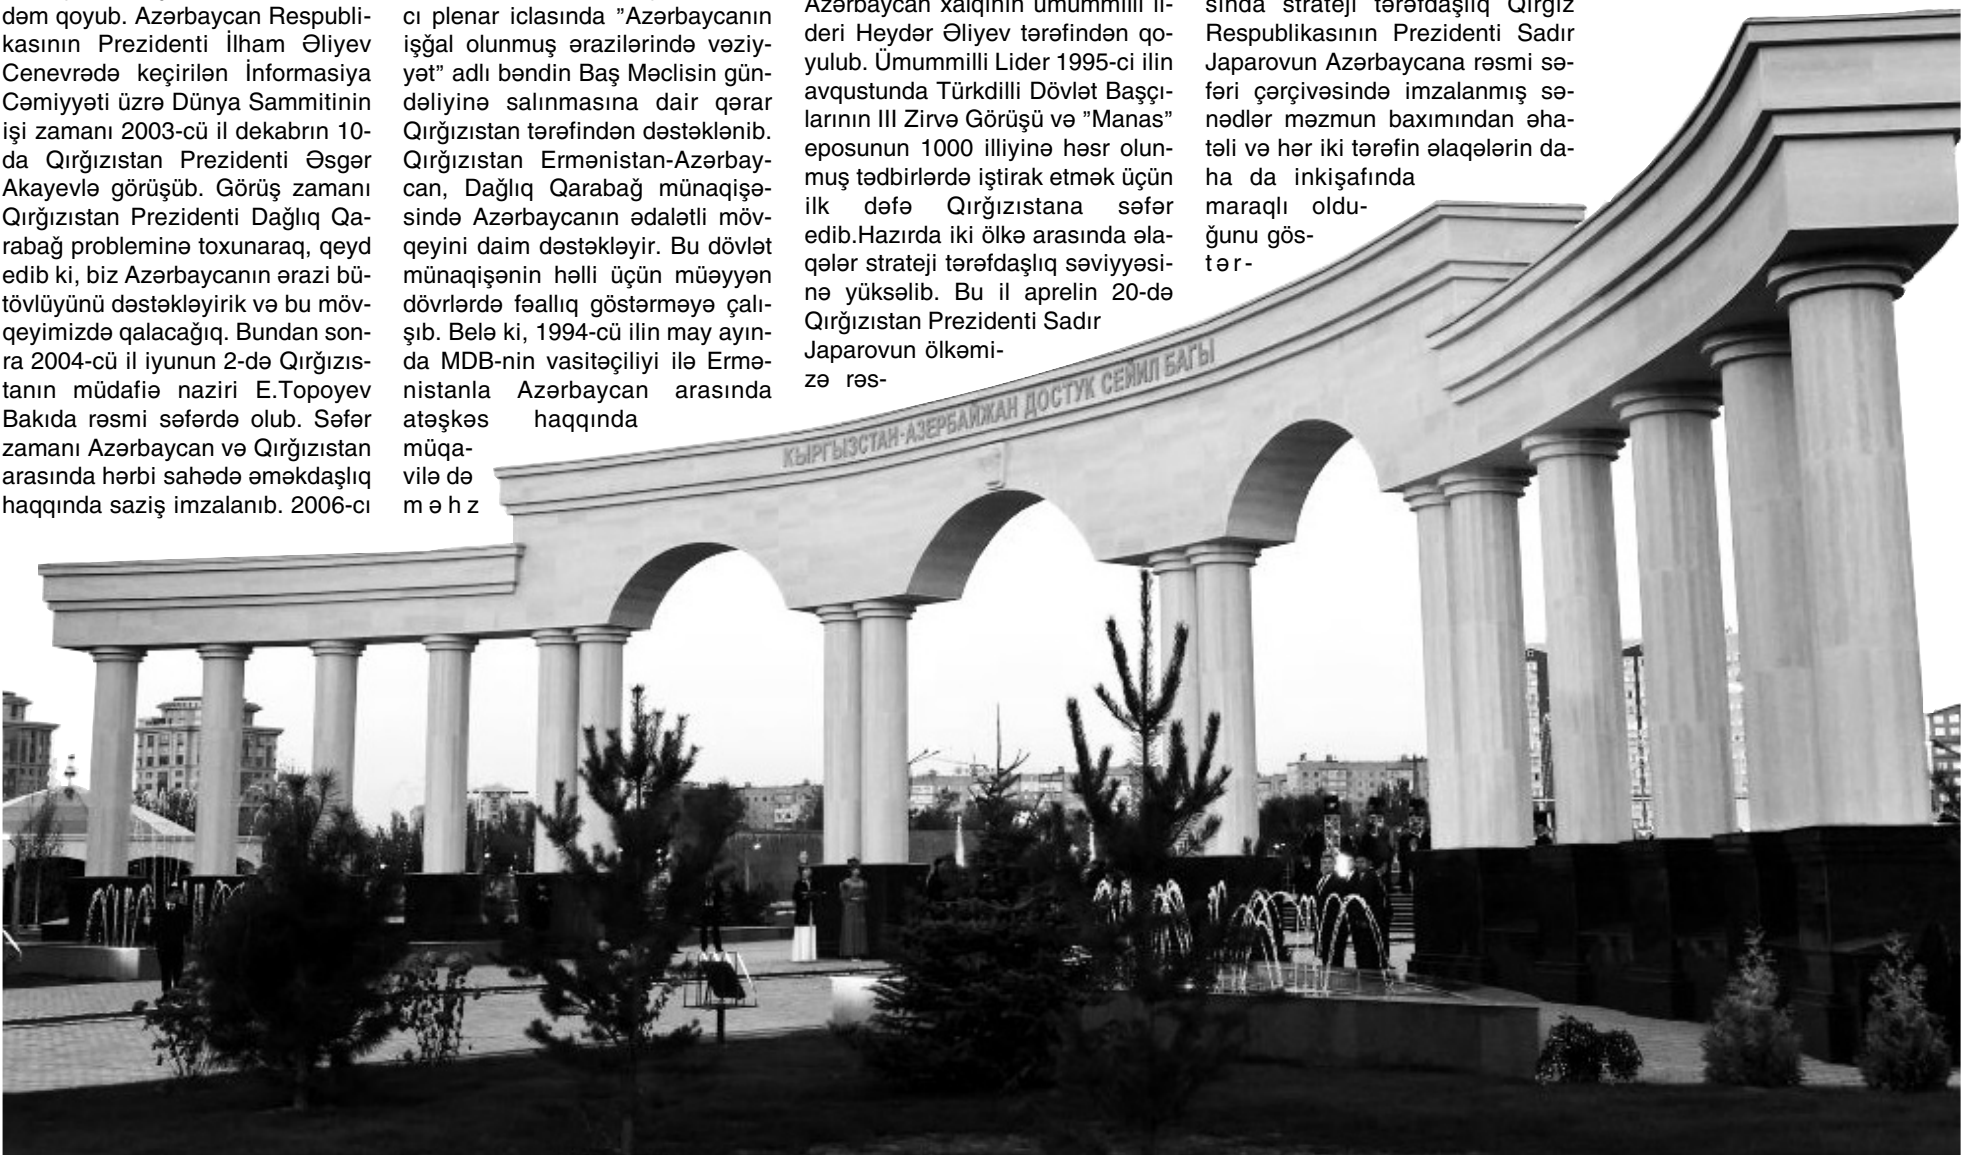 dəm qoyub. Azərbaycan Respubli-
kasının Prezidenti İlham Əliyev
Cenevrədə keçirilən İnformasiya
Cəmiyyəti üzrə Dünya Sammitinin
işi zamanı 2003-cü il dekabrın 10-
da Qırğızıstan Prezidenti Əsgər
Akayevlə görüşüb. Görüş zamanı
Qırğızıstan Prezidenti Dağlıq Qa-
rabağ probleminə toxunaraq, qeyd
edib ki, biz Azərbaycanın ərazi bü-
tövlüyünü dəstəkləyirik və bu möv-
qeyimizdə qalacağıq. Bundan son-
ra 2004-cü il iyunun 2-də Qırğızıs-
tanın müdafiə naziri E.Topoyev
Bakıda rəsmi səfərdə olub. Səfər
zamanı Azərbaycan və Qırğızıstan
arasında hərbi sahədə əməkdaşlıq
haqqında saziş imzalanıb. 2006-cı
cı plenar iclasında ”Azərbaycanın
işğal olunmuş ərazilərində vəziy-
yət” adlı bəndin Baş Məclisin gün-
dəliyinə salınmasına dair qərar
Qırğızıstan tərəfindən dəstəklənib.
Qırğızıstan Ermənistan-Azərbay-
can, Dağlıq Qarabağ münaqişə-
sində Azərbaycanın ədalətli möv-
qeyini daim dəstəkləyir. Bu dövlət
münaqişənin həlli üçün müəyyən
dövrlərdə fəallıq göstərməyə çalı-
şıb. Belə ki, 1994-cü ilin may ayın-
da MDB-nin vasitəçiliyi ilə Ermə-
nistanla Azərbaycan arasında
atəşkəs haqqında
müqa-
vilə də
məhz
Azərbaycan xalqının ümummilli li-
deri Heydər Əliyev tərəfindən qo-
yulub. Ümummilli Lider 1995-ci ilin
avqustunda Türkdilli Dövlət Başçı-
larının III Zirvə Görüşü və ”Manas”
eposunun 1000 illiyinə həsr olun-
muş tədbirlərdə iştirak etmək üçün
ilk dəfə Qırğızıstana səfər
edib.Hazırda iki ölkə arasında əla-
qələr strateji tərəfdaşlıq səviyyəsi-
nə yüksəlib. Bu il aprelin 20-də
Qırğızıstan Prezidenti Sadır
Japarovun ölkəmi-
zə rəs-
sında strateji tərəfdaşlıq Qırğız
Respublikasının Prezidenti Sadır
Japarovun Azərbaycana rəsmi sə-
fəri çərçivəsində imzalanmış sə-
nədlər məzmun baxımından əha-
təli və hər iki tərəfin əlaqələrin da-
ha da inkişafında
maraqlı oldu-
ğunu gös-
tər-
КЫРГЫЗСТАН-АЗЕРБАЙЖАН ДОСТУК СЕЙИЛ БАГЫ